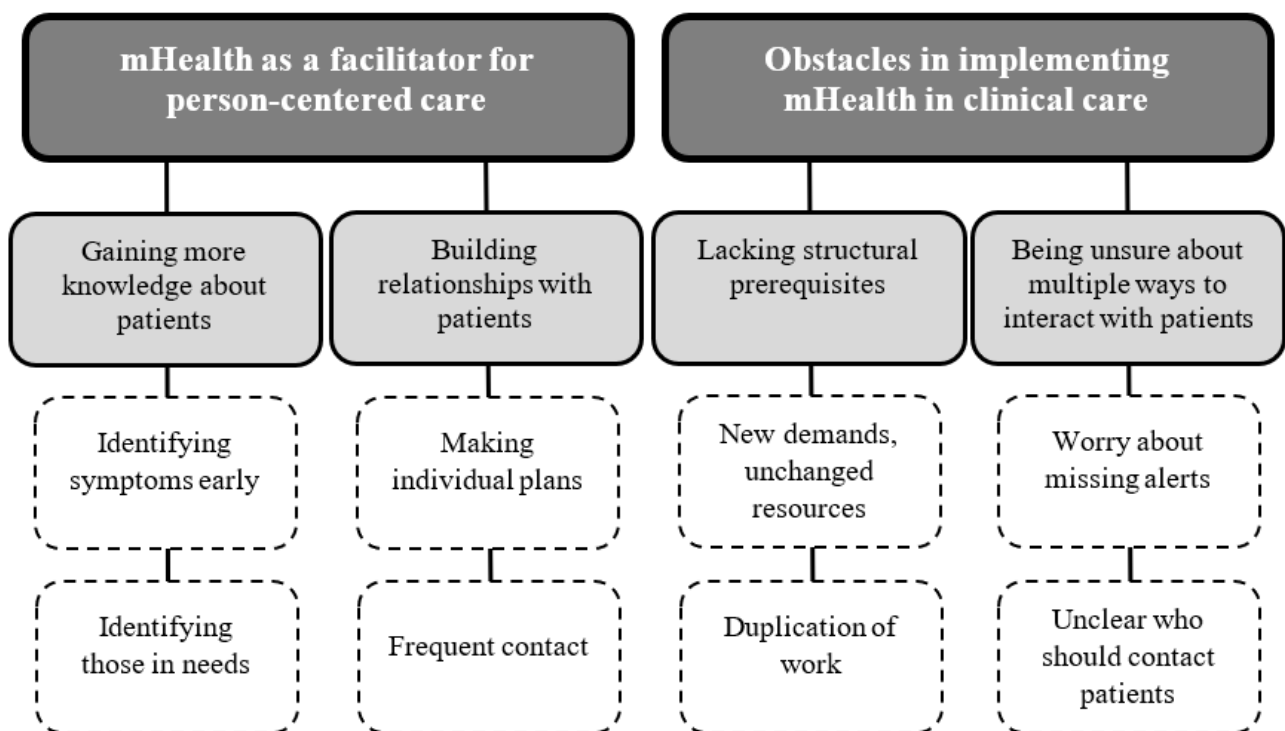 mHealth as a facilitator for
person-centered care
Obstacles in implementing
mHealth in clinical care
Gaining more
knowledge about
patients
Building
relationships with
patients
Lacking structural
prerequisites
Being unsure about
multiple ways to
interact with patients
Identifying
symptoms early
Making
individual plans
New demands,
unchanged
resources
Worry about
missing alerts
Identifying
those in needs
Frequent contact
Duplication of
work
Unclear who
should contact
patients